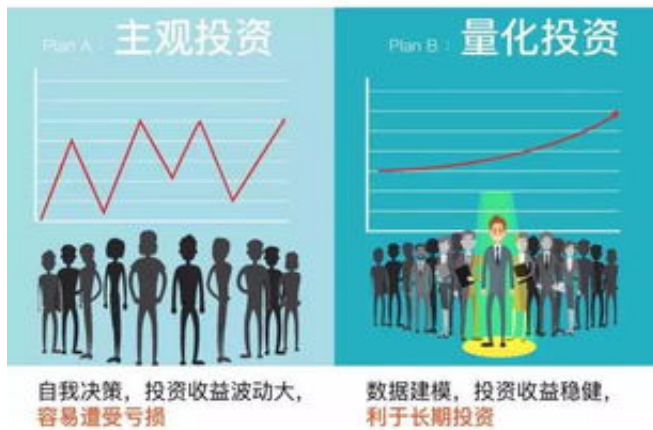 Plan A： 主观投资
Plan B： 量化投资
自我决策，投资收益波动大，
容易遭受亏损
数据建模，投资收益稳健，
利于长期投资